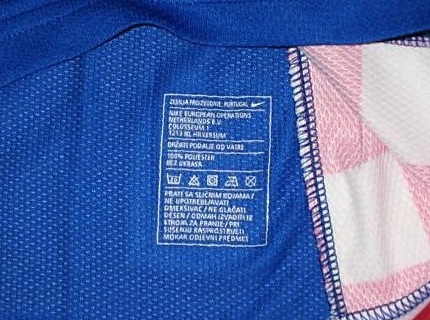 ZEMLJA PROIZVODNJE: PORTUGAL
NIKE EUROPEAN OPERATIONS
NETHERLANDS B.V.
COLOSSEUM 1
1213 NL HILVERSUM
DRŽATI PODALJE OD VATRE
100% POLIESTER
BEZ UKRASA
PRATI SA SLIČNIM BOJAMA /
NE UPOTREBLJAVATI
OMEKSIVAC / NE GLAČATI
DESEN / ODMAH IZVADITE IZ
STROJA ZA PRANJE / PRI
SUŠENJU RASPROSTRIJETI
MOKAR ODJEVNI PREDMET